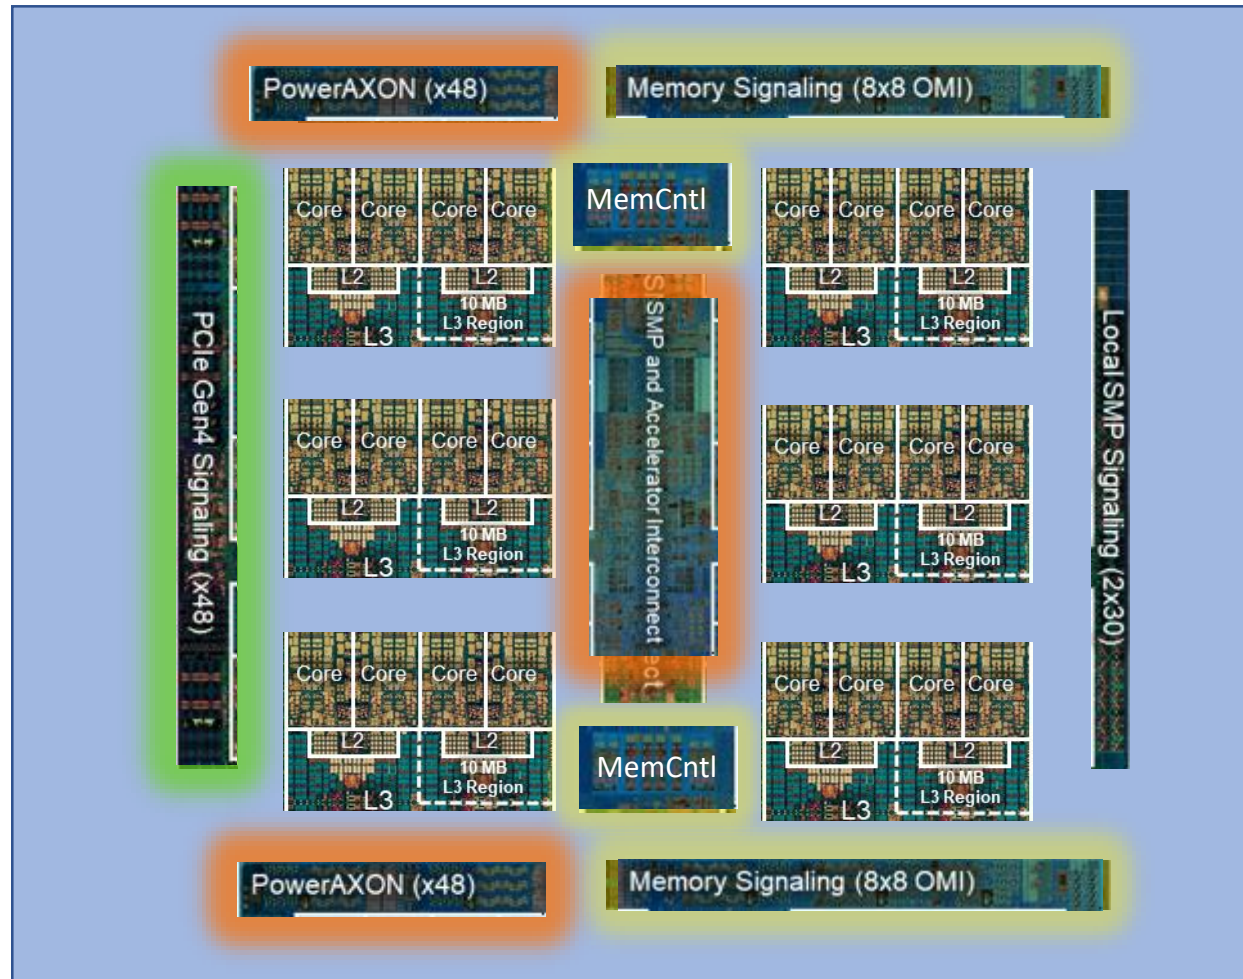 PowerAXON (x48)
Memory Signaling (8x8 OMI)
MemCntl
Core Core Core Core
L2 L2
10 MB
L3 Region
L3
Core Core Core Core
L2 L2
10 MB
L3 Region
L3
PCIe Gen4 Signaling (x48)
S SMP and Accelerator Interconnect ect
Local SMP Signaling (2x30)
Core Core Core Core
L2 L2
10 MB
L3 Region
L3
Core Core Core Core
L2 L2
10 MB
L3 Region
L3
Core Core Core Core
L2 L2
10 MB
L3 Region
L3
MemCntl
Core Core Core Core
L2 L2
10 MB
L3 Region
L3
PowerAXON (x48)
Memory Signaling (8x8 OMI)